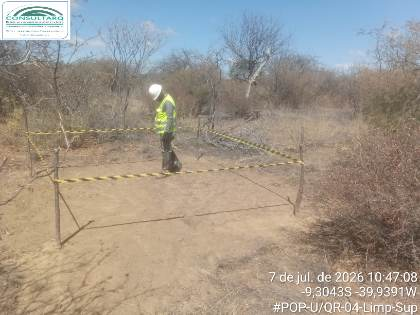 CONSULTARQ
7 de jul. de 2026 10:47:08
-9,3043S -39,9391W
#POP-U/QR-04-Limp-Sup